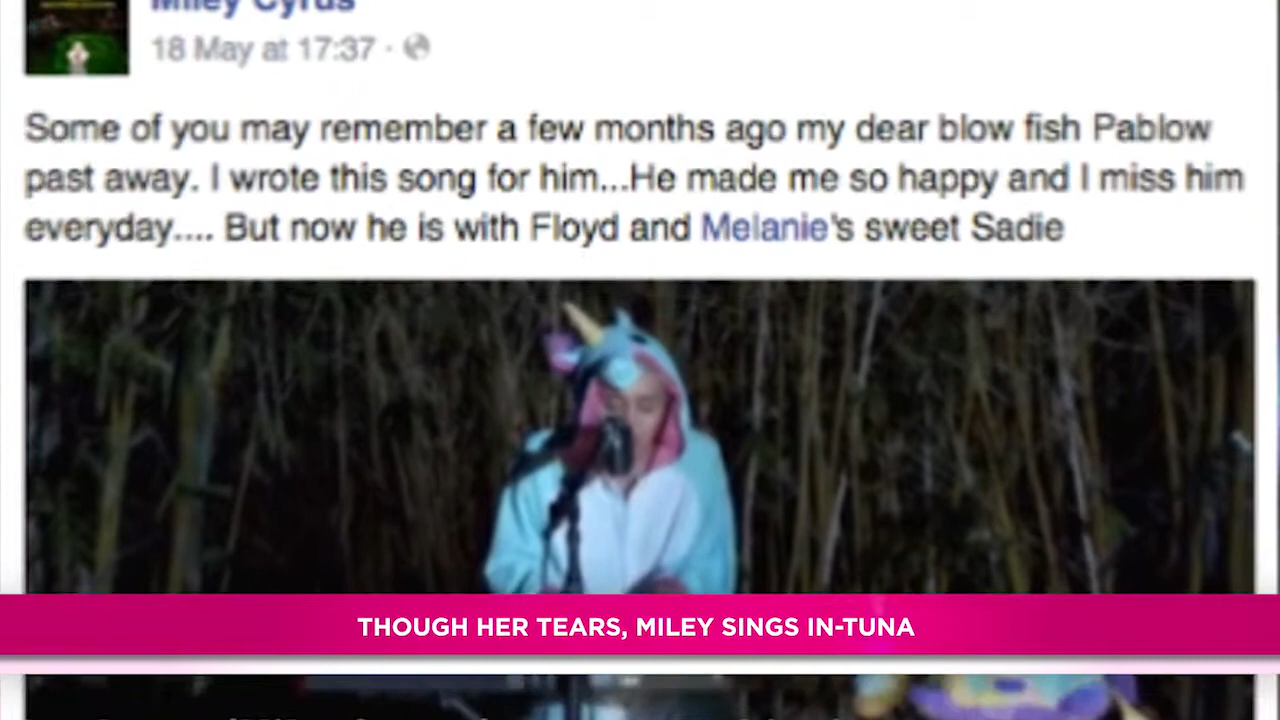 Miley Cyrus
18 May at 17:37 ·
Some of you may remember a few months ago my dear blow fish Pablow
past away. I wrote this song for him...He made me so happy and I miss him
everyday.... But now he is with Floyd and Melanie's sweet Sadie
THOUGH HER TEARS, MILEY SINGS IN-TUNA